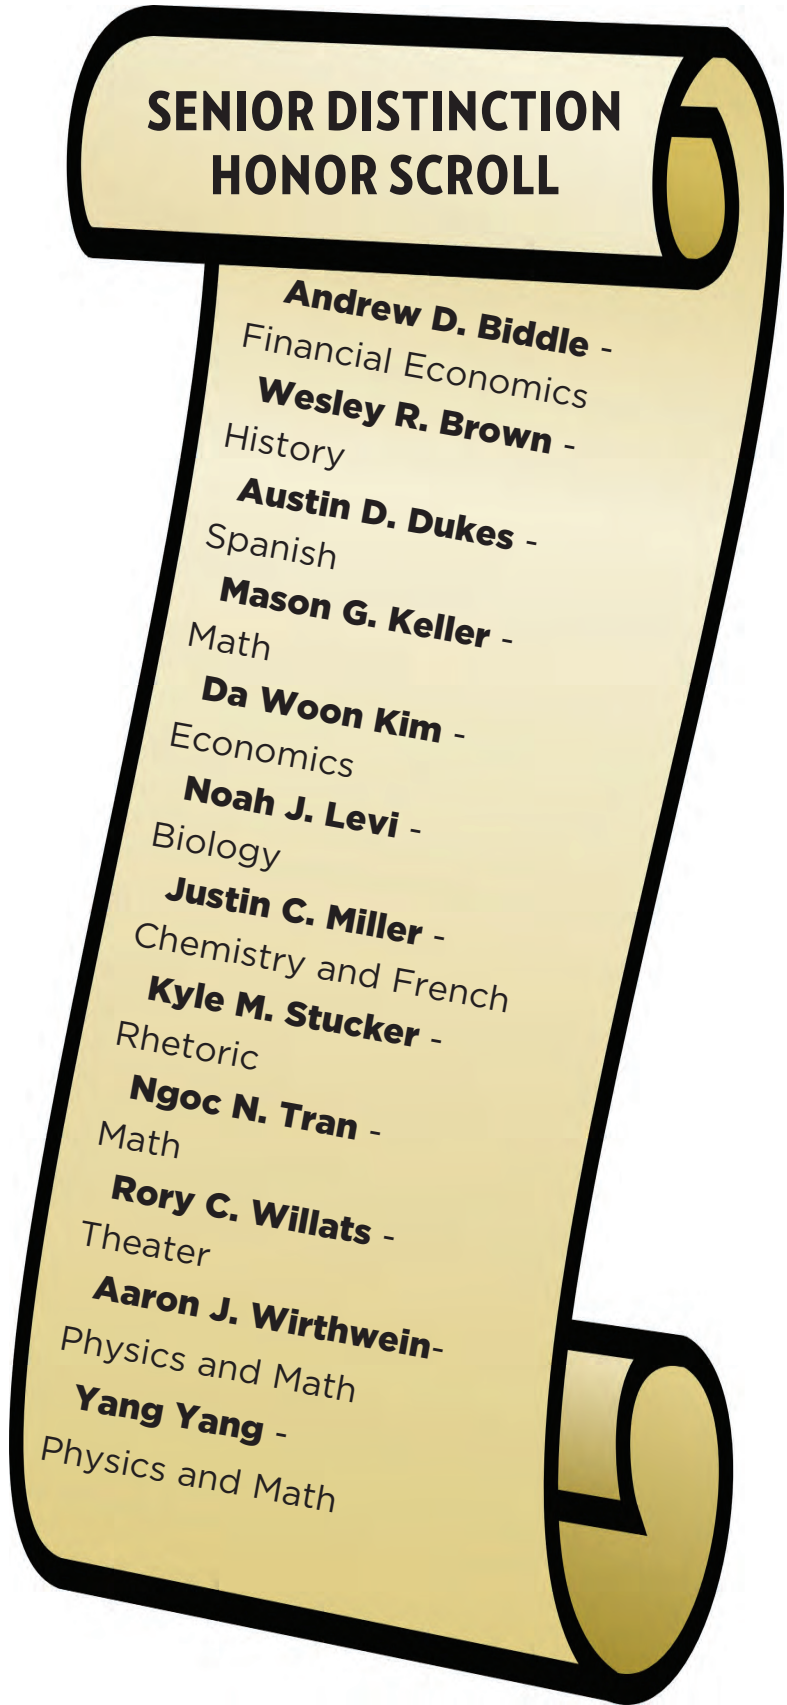 SENIOR DISTINCTION
HONOR SCROLL
Andrew D. Biddle -
Financial Economics
Wesley R. Brown -
History
Austin D. Dukes -
Spanish
Mason G. Keller -
Math
Da Woon Kim -
Economics
Noah J. Levi -
Biology
Justin C. Miller -
Chemistry and French
Kyle M. Stucker -
Rhetoric
Ngoc N. Tran -
Math
Rory C. Willats -
Theater
Aaron J. Wirthwein-
Physics and Math
Yang Yang -
Physics and Math